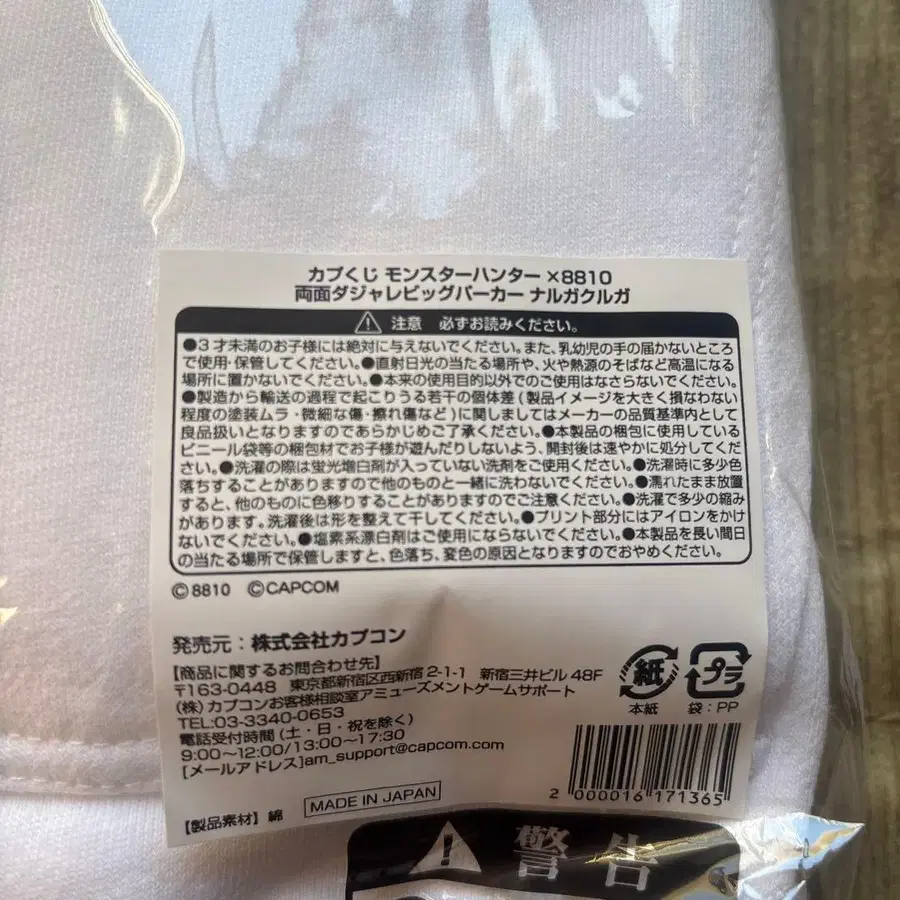 カプくじ モンスターハンター ×8810
両面ダジャレビッグパーカー ナルガクルガ
注意 必ずお読みください。
●3才未満のお子様には絶対に与えないでください。また、乳幼児の手の届かないところ
で使用・保管してください。●直射日光の当たる場所や、火や熱源のそばなど高温になる
場所に置かないでください。●本来の使用目的以外でのご使用はなさらないでください。
●製造から輸送の過程で起こりうる若干の個体差(製品イメージを大きく損なわない
程度の塗装ムラ・微細な傷・擦れ傷など)に関しましてはメーカーの品質基準内として
良品扱いとなりますのであらかじめご了承ください。●本製品の梱包に使用している
ビニール袋等の梱包材でお子様が遊んだりしないよう、開封後は速やかに処分してくだ
さい。●洗濯の際は蛍光増白剤が入っていない洗剤をご使用ください。●洗濯時に多少色
落ちすることがありますので他のものと一緒に洗わないでください。●濡れたまま放置
すると、他のものに色移りすることがありますのでご注意ください。●洗濯で多少の縮み
があります。洗濯後は形を整えて干してください。●プリント部分にはアイロンをかけ
ないでください。●塩素系漂白剤はご使用にならないでください。●本製品を長い間日
の当たる場所で保管しますと、色落ち、変色の原因となりますのでおやめください。
©8810 ©CAPCOM
発売元:株式会社カプコン
【商品に関するお問合わせ先】
〒163-0448 東京都新宿区西新宿2-1-1 新宿三井ビル48F
(株)カプコンお客様相談室アミューズメントゲームサポート
TEL:03-3340-0653
電話受付時間(土・日・祝を除く)
9:00～12:00/13:00～17:30
[メールアドレス]am_support@capcom.com
紙
本紙
プラ
袋:PP
2 000016 171365
【製品素材】綿
MADE IN JAPAN
警告